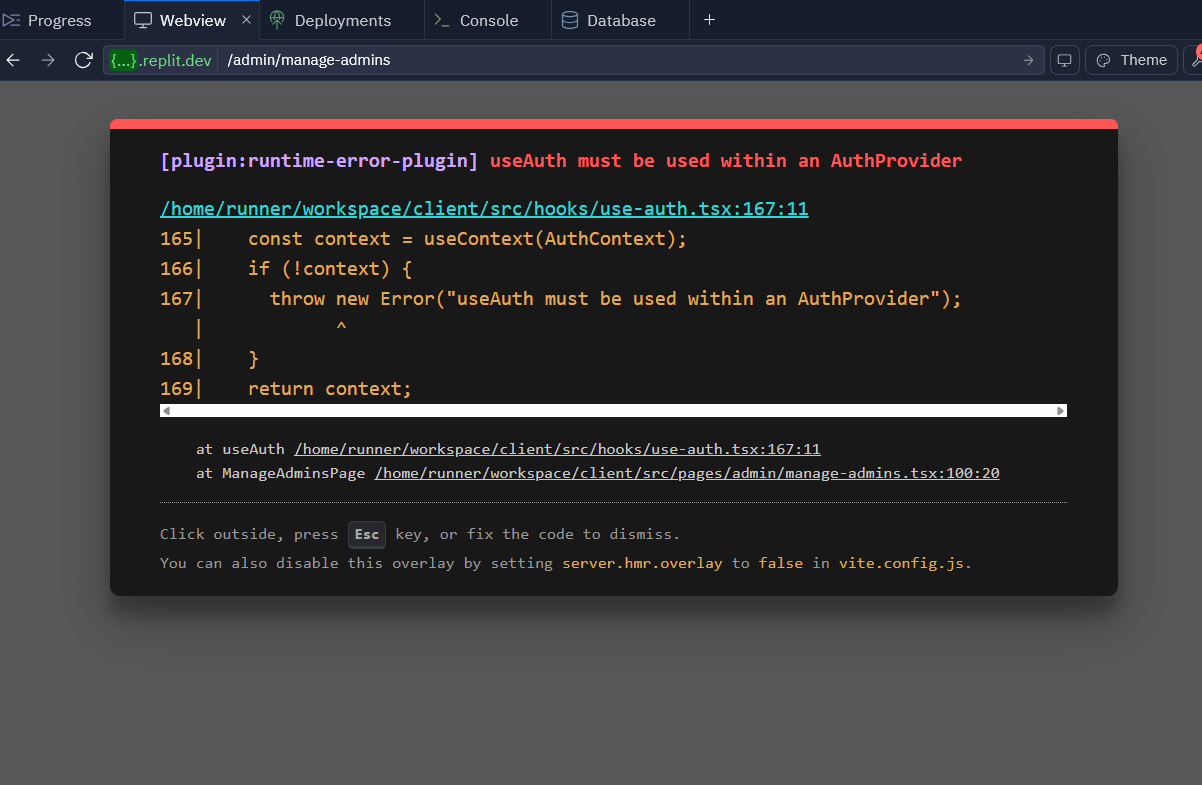 Progress Webview × Deployments Console Database +
{...}.replit.dev /admin/manage-admins Theme
[plugin:runtime-error-plugin] useAuth must be used within an AuthProvider
/home/runner/workspace/client/src/hooks/use-auth.tsx:167:11
165|    const context = useContext(AuthContext);
166|    if (!context) {
167|      throw new Error("useAuth must be used within an AuthProvider");
   |            ^
168|    }
169|    return context;
at useAuth /home/runner/workspace/client/src/hooks/use-auth.tsx:167:11
at ManageAdminsPage /home/runner/workspace/client/src/pages/admin/manage-admins.tsx:100:20
Click outside, press Esc key, or fix the code to dismiss.
You can also disable this overlay by setting server.hmr.overlay to false in vite.config.js.